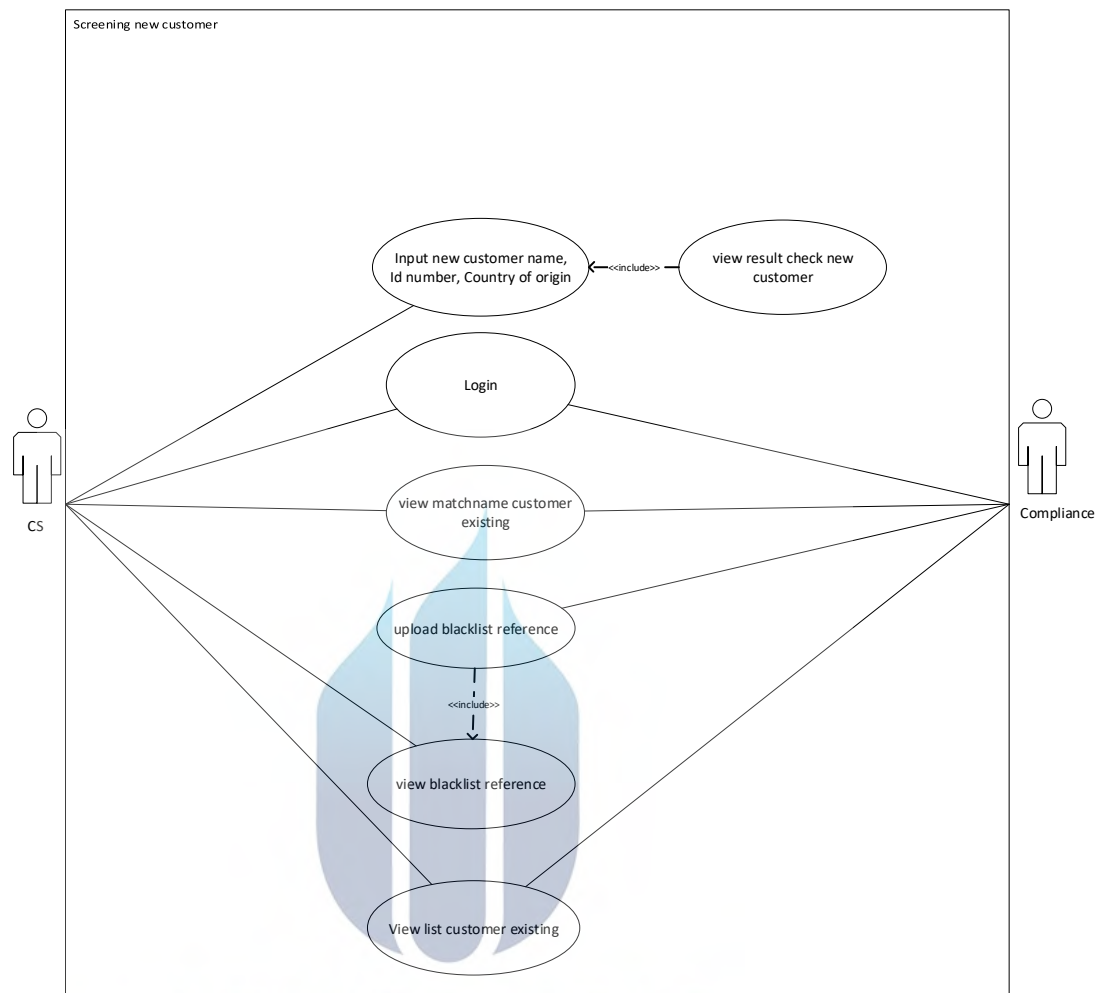 Screening new customer
Input new customer name,
Id number, Country of origin
<<include>>
view result check new
customer
Login
CS
view matchname customer
existing
Compliance
upload blacklist reference
<<include>>
view blacklist reference
View list customer existing